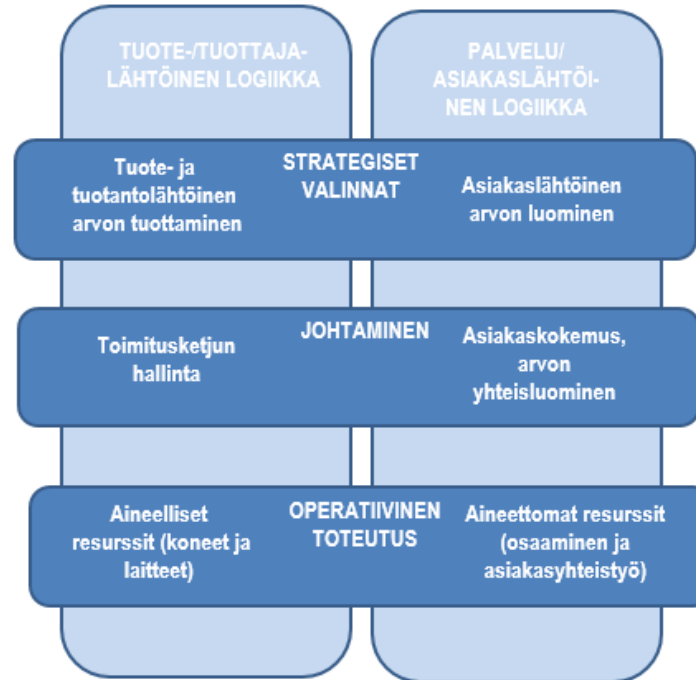 TUOTE-/TUOTTAJA-
LÄHTÖINEN LOGIIKKA
PALVELU/
ASIAKASLÄHTÖI-
NEN LOGIIKKA
Tuote- ja
tuotantolähtöinen
arvon tuottaminen
STRATEGISET
VALINNAT
Asiakaslähtöinen
arvon luominen
Toimitusketjun
hallinta
JOHTAMINEN
Asiakaskokemus,
arvon
yhteisluominen
Aineelliset
resurssit (koneet ja
laitteet)
OPERATIIVINEN
TOTEUTUS
Aineettomat resurssit
(osaaminen ja
asiakasyhteistyö)